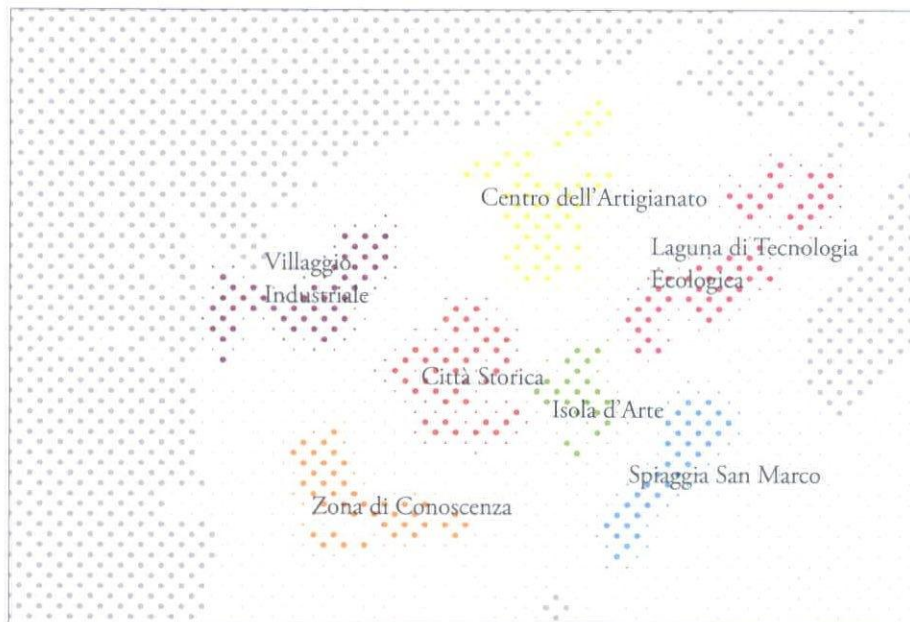 Centro dell'Artigianato
Laguna di Tecnologia
Ecologica
Villaggio
Industriale
Città Storica
Isola d'Arte
Spiaggia San Marco
Zona di Conoscenza